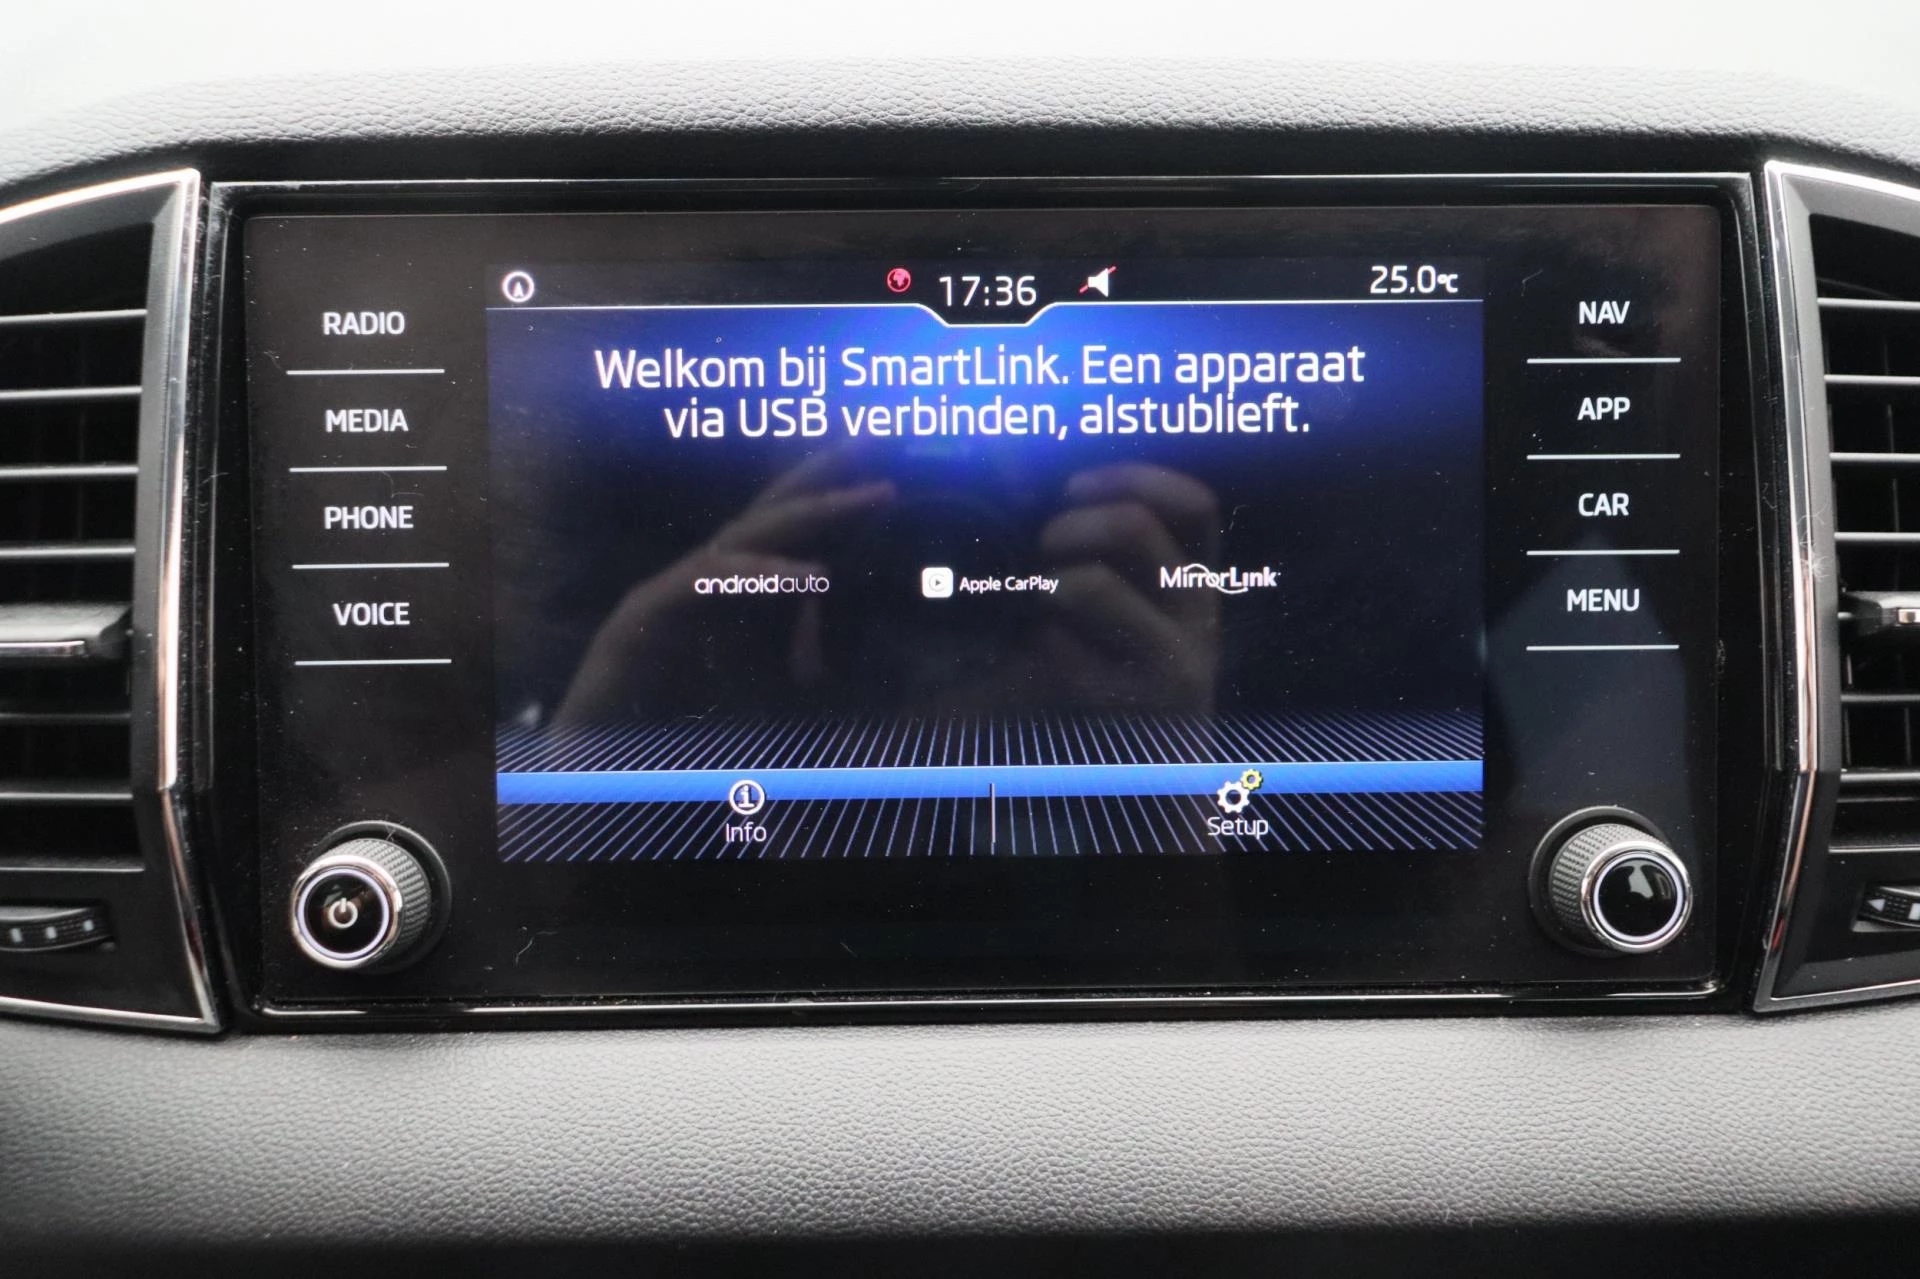 17:36
25.0°C
RADIO
MEDIA
PHONE
VOICE
Welkom bij SmartLink. Een apparaat
via USB verbinden, alstublieft.
androidauto
Apple CarPlay
MirrorLink
Info
Setup
NAV
APP
CAR
MENU